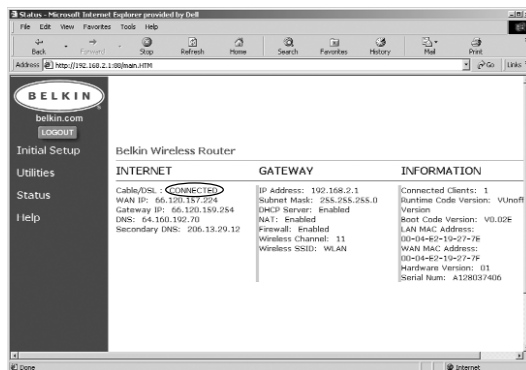 Status - Microsoft Internet Explorer provided by Dell
File Edit View Favorites Tools Help
Back Forward Stop Refresh Home Search Favorites History Mail Print
Address http://192.168.2.1:88/main.HTM Go Links
BELKIN
belkin.com
LOGOUT
Initial Setup
Utilities
Status
Help
Belkin Wireless Router
INTERNET
Cable/DSL : CONNECTED
WAN IP: 66.120.157.224
Gateway IP: 66.120.159.254
DNS: 64.160.192.70
Secondary DNS: 206.13.29.12
GATEWAY
IP Address: 192.168.2.1
Subnet Mask: 255.255.255.0
DHCP Server: Enabled
NAT: Enabled
Firewall: Enabled
Wireless Channel: 11
Wireless SSID: WLAN
INFORMATION
Connected Clients: 1
Runtime Code Version: VUnoff
Version
Boot Code Version: V0.02E
LAN MAC Address:
00-04-E2-19-27-7E
WAN MAC Address:
00-04-E2-19-27-7F
Hardware Version: 01
Serial Num: A128037406
Done
Internet